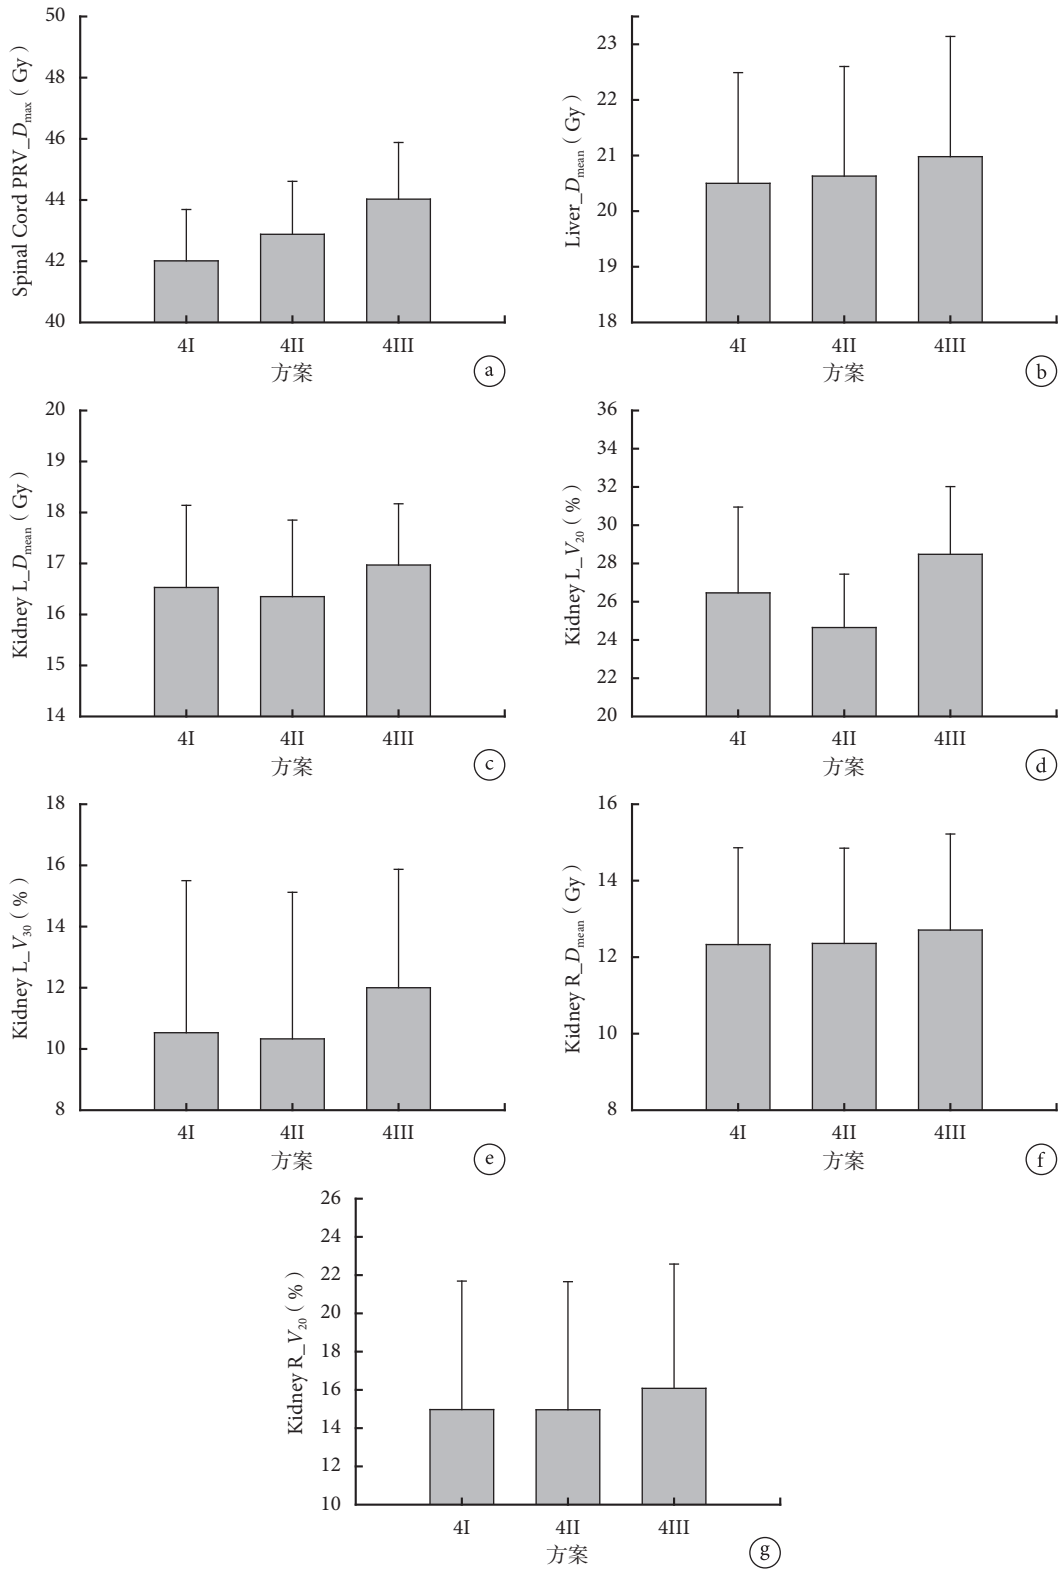 50
48
46
44
42
40
Spinal Cord PRV_Dmax（Gy）
4I 4II 4III
方案
a
23
22
21
20
19
18
Liver_Dmean（Gy）
4I 4II 4III
方案
b
20
19
18
17
16
15
14
Kidney L_Dmean（Gy）
4I 4II 4III
方案
c
36
34
32
30
28
26
24
22
20
Kidney L_V20（%）
4I 4II 4III
方案
d
18
16
14
12
10
8
Kidney L_V30（%）
4I 4II 4III
方案
e
16
14
12
10
8
Kidney R_Dmean（Gy）
4I 4II 4III
方案
f
26
24
22
20
18
16
14
12
10
Kidney R_V20（%）
4I 4II 4III
方案
g